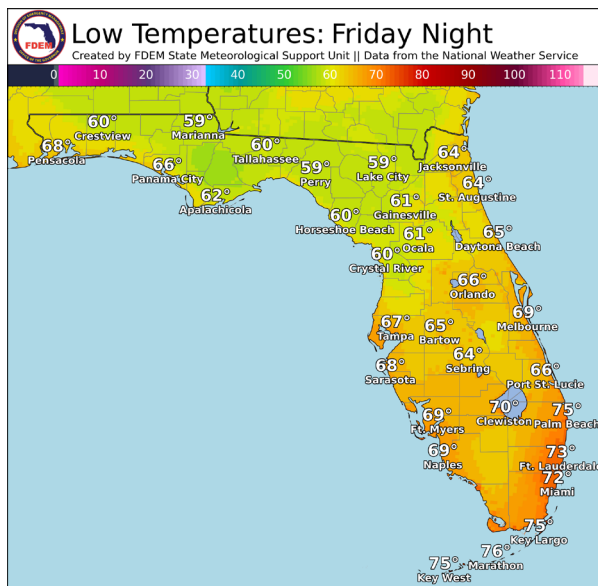 Low Temperatures: Friday Night
FDEM
Created by FDEM State Meteorological Support Unit || Data from the National Weather Service
0 10 20 30 32 40 50 60 70 80 90 100 110 115
60°
Crestview
59°
Marianna
68°
Pensacola
60°
Tallahassee
66°
Panama City
59°
Perry
59°
Lake City
64°
Jacksonville
62°
Apalachicola
64°
St. Augustine
61°
Gainesville
60°
Horseshoe Beach
61°
Ocala
65°
Daytona Beach
60°
Crystal River
66°
Orlando
67°
Tampa
65°
Bartow
69°
Melbourne
68°
Sarasota
64°
Sebring
66°
Port St. Lucie
69°
Ft. Myers
70°
Clewiston
75°
Palm Beach
69°
Naples
73°
Ft. Lauderdale
72°
Miami
75°
Key Largo
76°
Marathon
75°
Key West